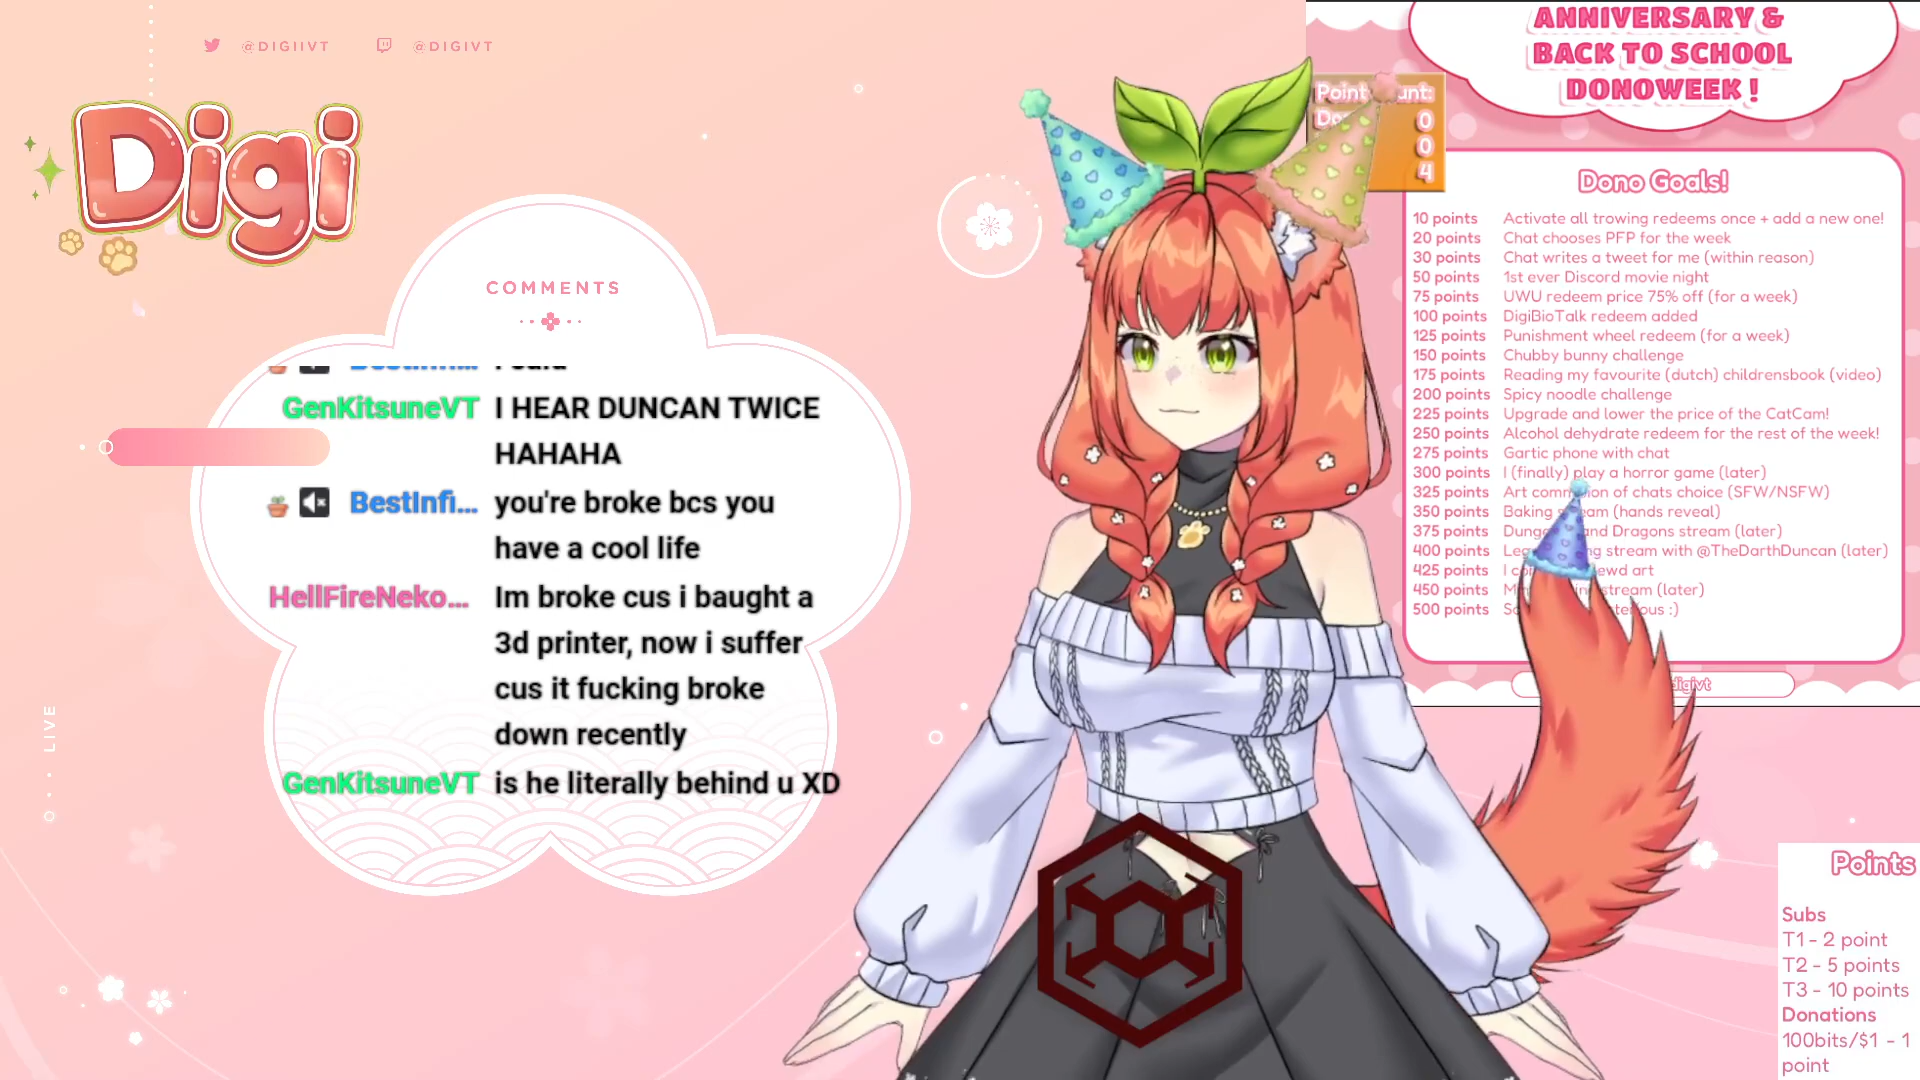 @DIGIIVT @DIGIVT
Digi
COMMENTS
GenKitsuneVT I HEAR DUNCAN TWICE
HAHAHA
BestInfi... you're broke bcs you
have a cool life
HellFireNeko... Im broke cus i baught a
3d printer, now i suffer
cus it fucking broke
down recently
GenKitsuneVT is he literally behind u XD
LIVE
0
0
4
ANNIVERSARY &
BACK TO SCHOOL
DONOWEEK !
Dono Goals!
10 points Activate all trowing redeems once + add a new one!
20 points Chat chooses PFP for the week
30 points Chat writes a tweet for me (within reason)
50 points 1st ever Discord movie night
75 points UWU redeem price 75% off (for a week)
100 points DigiBioTalk redeem added
125 points Punishment wheel redeem (for a week)
150 points Chubby bunny challenge
175 points Reading my favourite (dutch) childrensbook (video)
200 points Spicy noodle challenge
225 points Upgrade and lower the price of the CatCam!
250 points Alcohol dehydrate redeem for the rest of the week!
275 points Gartic phone with chat
300 points I (finally) play a horror game (later)
325 points Art of chats choice (SFW/NSFW)
350 points Baking (hands reveal)
375 points and Dragons stream (later)
400 points stream with @TheDarthDuncan (later)
425 points I art
450 points stream (later)
500 points :)
Points
Subs
T1 - 2 point
T2 - 5 points
T3 - 10 points
Donations
100bits/$1 - 1
point